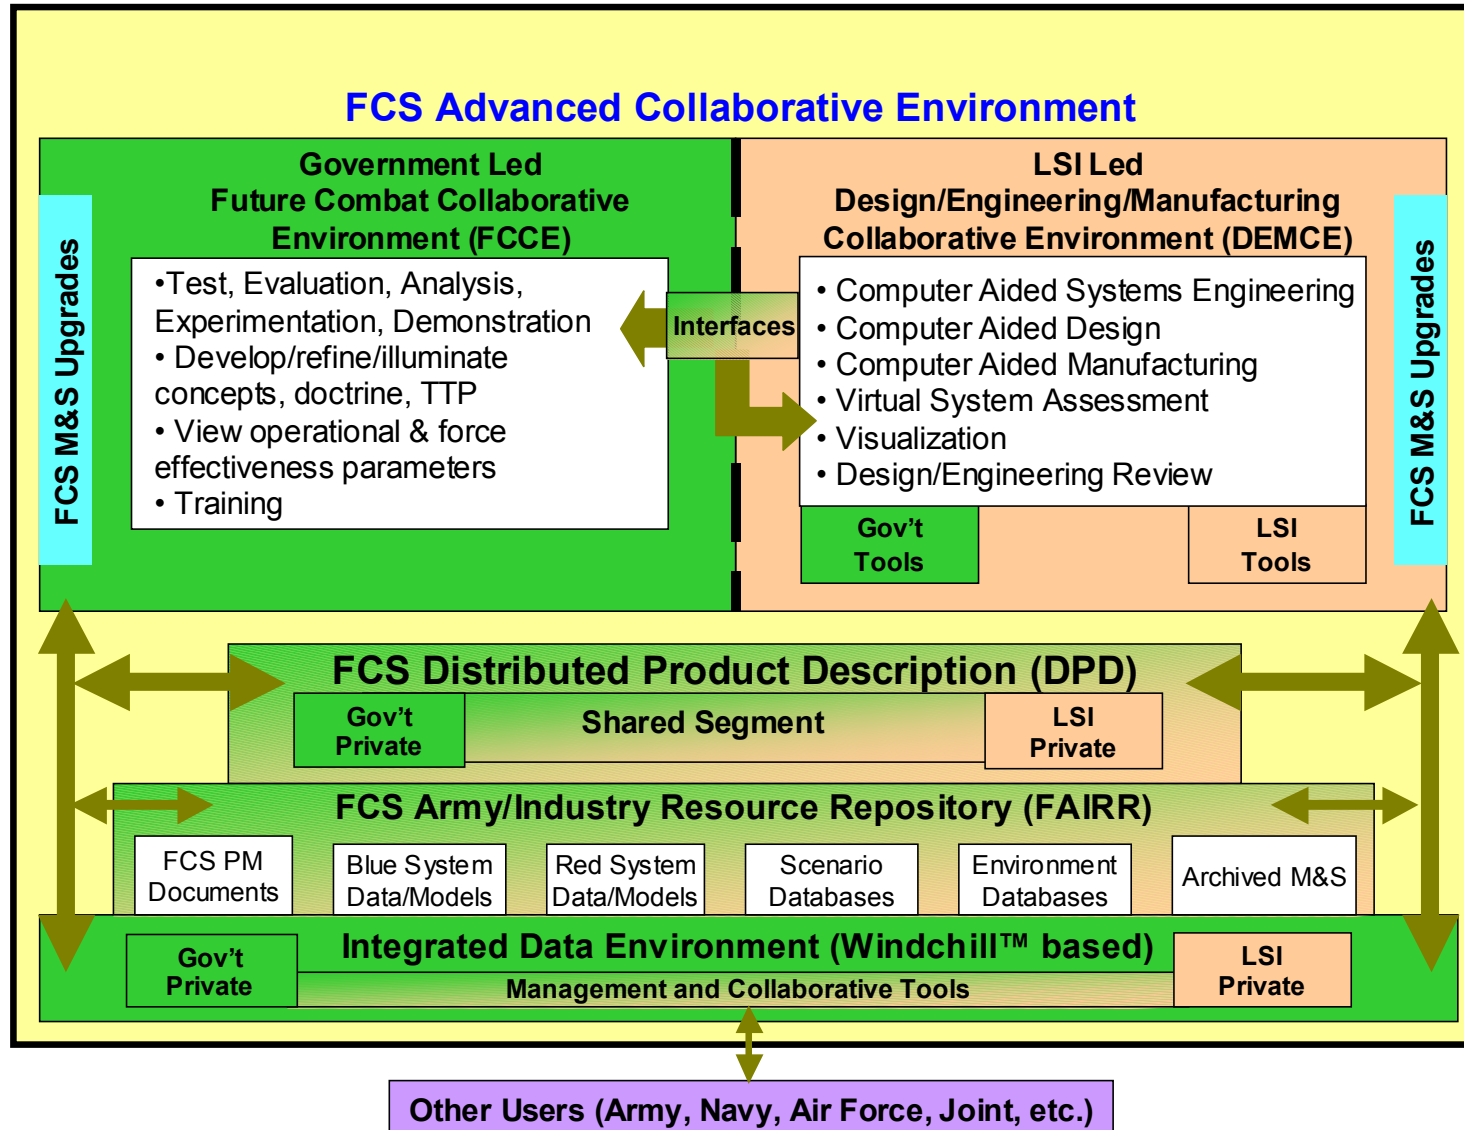 FCS Advanced Collaborative Environment
Government Led
Future Combat Collaborative
Environment (FCCE)
LSI Led
Design/Engineering/Manufacturing
Collaborative Environment (DEMCE)
FCS M&S Upgrades
•Test, Evaluation, Analysis,
Experimentation, Demonstration
• Develop/refine/illuminate
concepts, doctrine, TTP
• View operational & force
effectiveness parameters
• Training
Interfaces
• Computer Aided Systems Engineering
• Computer Aided Design
• Computer Aided Manufacturing
• Virtual System Assessment
• Visualization
• Design/Engineering Review
Gov’t
Tools
LSI
Tools
FCS M&S Upgrades
FCS Distributed Product Description (DPD)
Gov’t
Private
Shared Segment
LSI
Private
FCS Army/Industry Resource Repository (FAIRR)
FCS PM
Documents
Blue System
Data/Models
Red System
Data/Models
Scenario
Databases
Environment
Databases
Archived M&S
Integrated Data Environment (Windchill™ based)
Gov’t
Private
Management and Collaborative Tools
LSI
Private
Other Users (Army, Navy, Air Force, Joint, etc.)